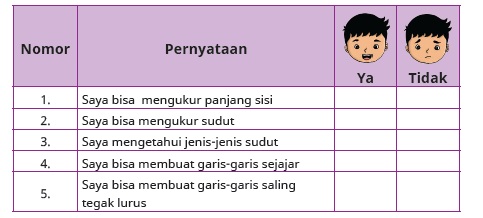 Nomor Pernyataan Ya Tidak
1. Saya bisa mengukur panjang sisi
2. Saya bisa mengukur sudut
3. Saya mengetahui jenis-jenis sudut
4. Saya bisa membuat garis-garis sejajar
5. Saya bisa membuat garis-garis saling
tegak lurus